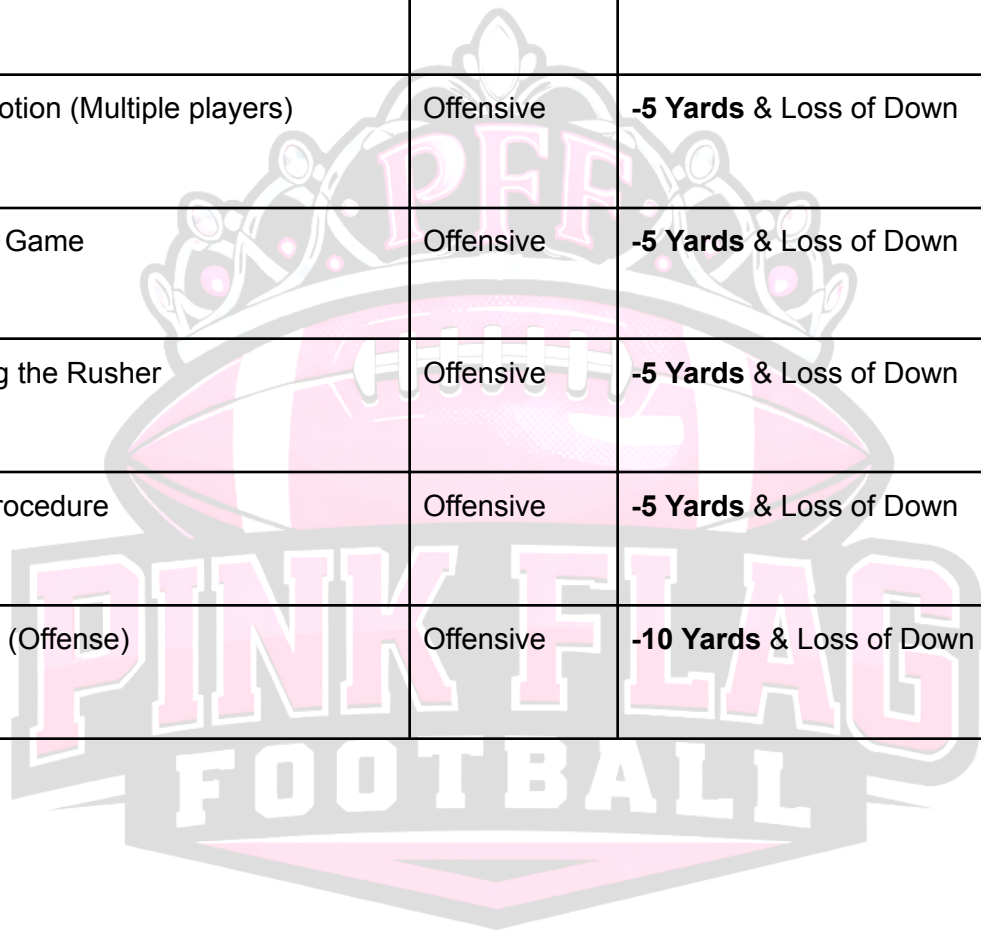 otion (Multiple players) Offensive -5 Yards & Loss of Down
Game Offensive -5 Yards & Loss of Down
g the Rusher Offensive -5 Yards & Loss of Down
rocedure Offensive -5 Yards & Loss of Down
(Offense) Offensive -10 Yards & Loss of Down
PFF
PINK FLAG
FOOTBALL